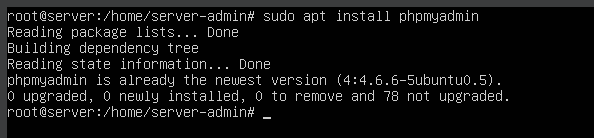 root@server:/home/server-admin# sudo apt install phpmyadmin
Reading package lists... Done
Building dependency tree
Reading state information... Done
phpmyadmin is already the newest version (4:4.6.6-5ubuntu0.5).
0 upgraded, 0 newly installed, 0 to remove and 78 not upgraded.
root@server:/home/server-admin# _